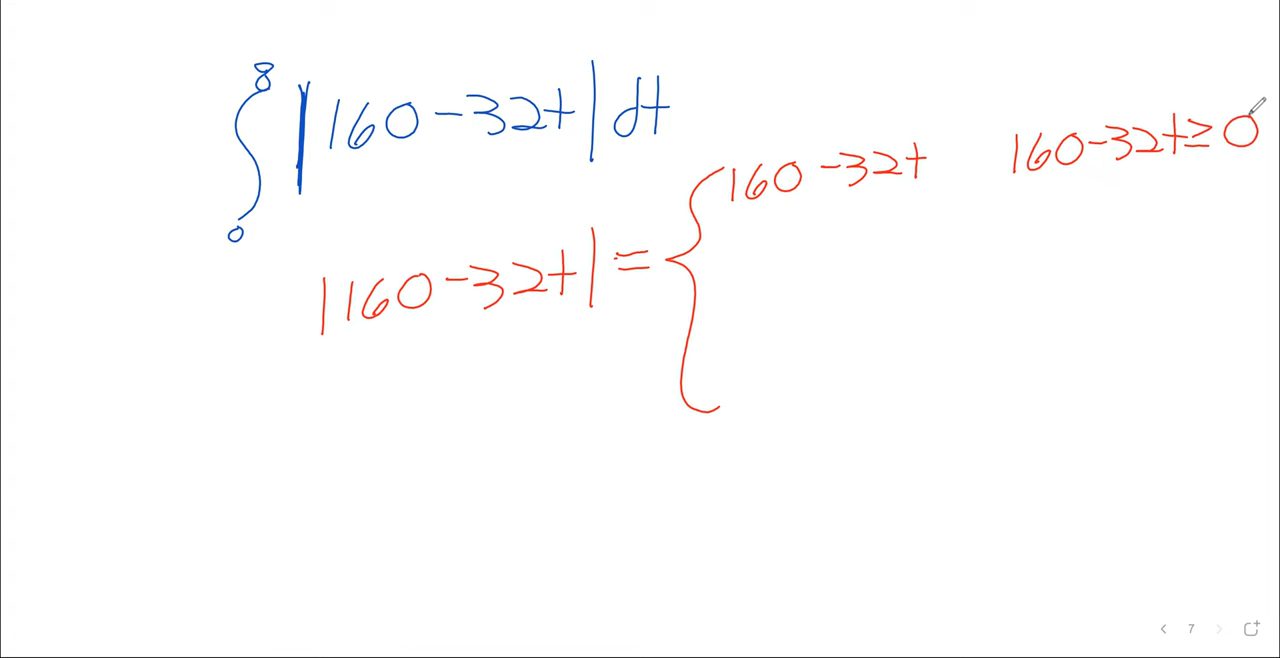 ∫₀⁸ |160-32t| dt
|160-32t| = { 160-32t 160-32t ≥ 0
7